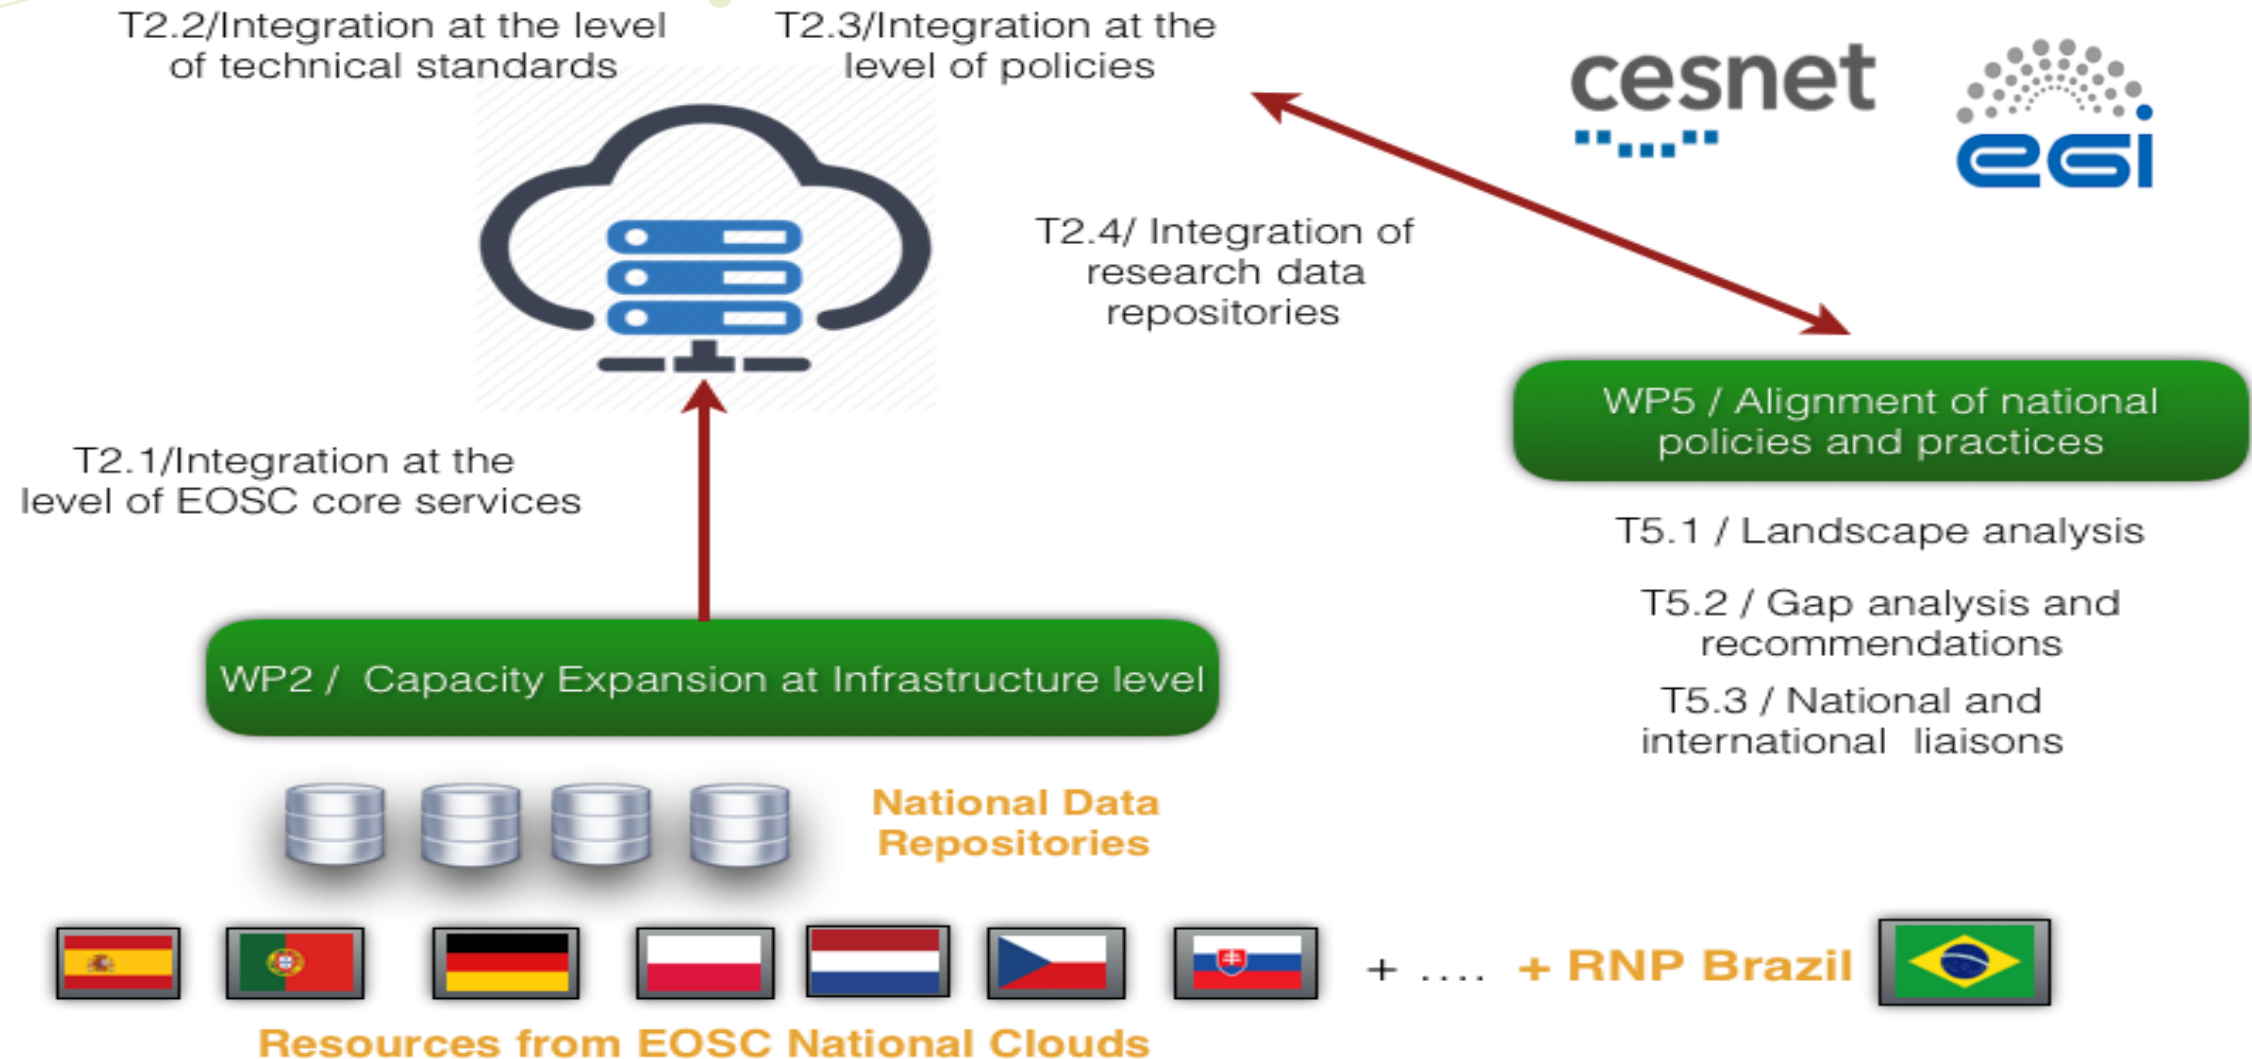 T2.2/Integration at the level
of technical standards
T2.3/Integration at the
level of policies
cesnet
egi
T2.4/ Integration of
research data
repositories
WP5 / Alignment of national
policies and practices
T2.1/Integration at the
level of EOSC core services
T5.1 / Landscape analysis
T5.2 / Gap analysis and
recommendations
T5.3 / National and
international liaisons
WP2 / Capacity Expansion at Infrastructure level
National Data
Repositories
+ .... + RNP Brazil
Resources from EOSC National Clouds